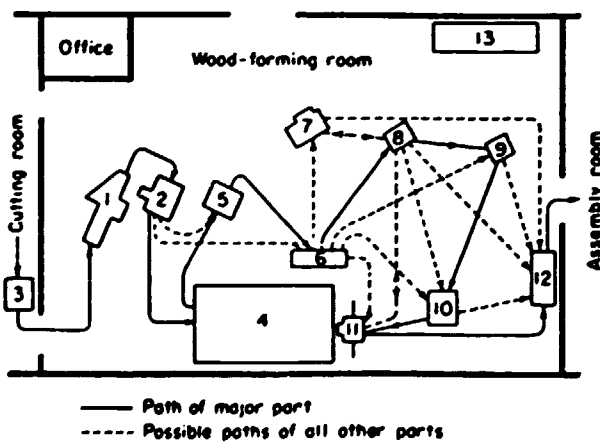 Office
Wood-forming room
13
Cutting room
Assembly room
7
8
9
1
2
5
6
12
3
4
10
11
Path of major part
Possible paths of all other parts